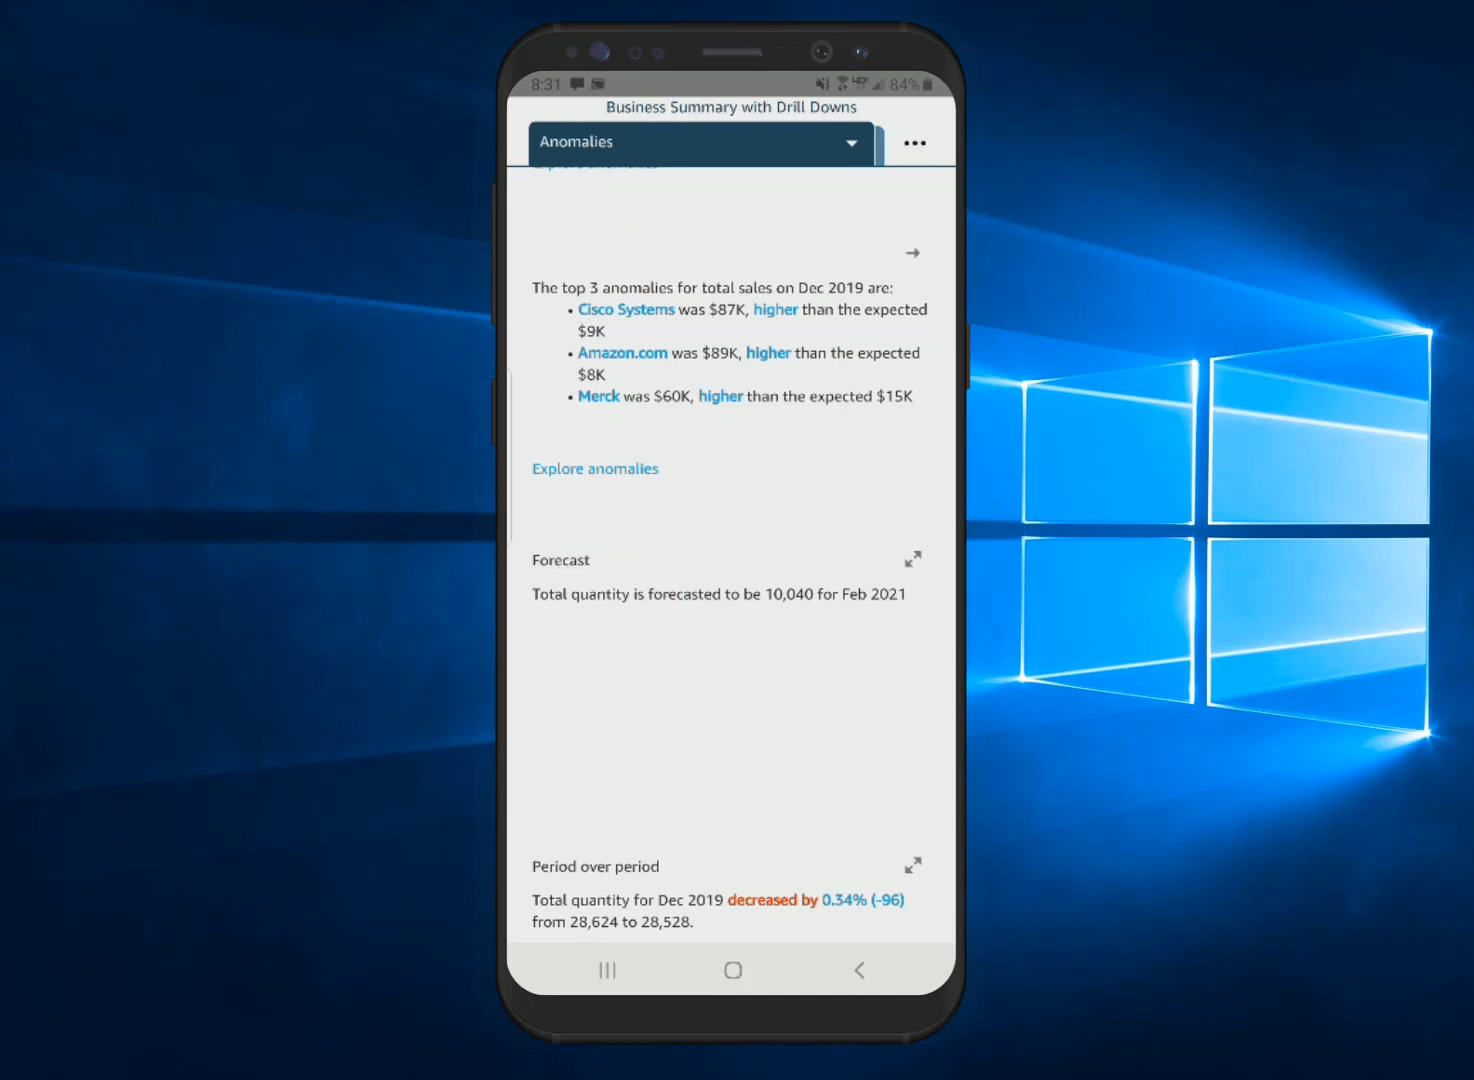 8:31
84%
Business Summary with Drill Downs
Anomalies
The top 3 anomalies for total sales on Dec 2019 are:
• Cisco Systems was $87K, higher than the expected
$9K
• Amazon.com was $89K, higher than the expected
$8K
• Merck was $60K, higher than the expected $15K
Explore anomalies
Forecast
Total quantity is forecasted to be 10,040 for Feb 2021
Period over period
Total quantity for Dec 2019 decreased by 0.34% (-96)
from 28,624 to 28,528.